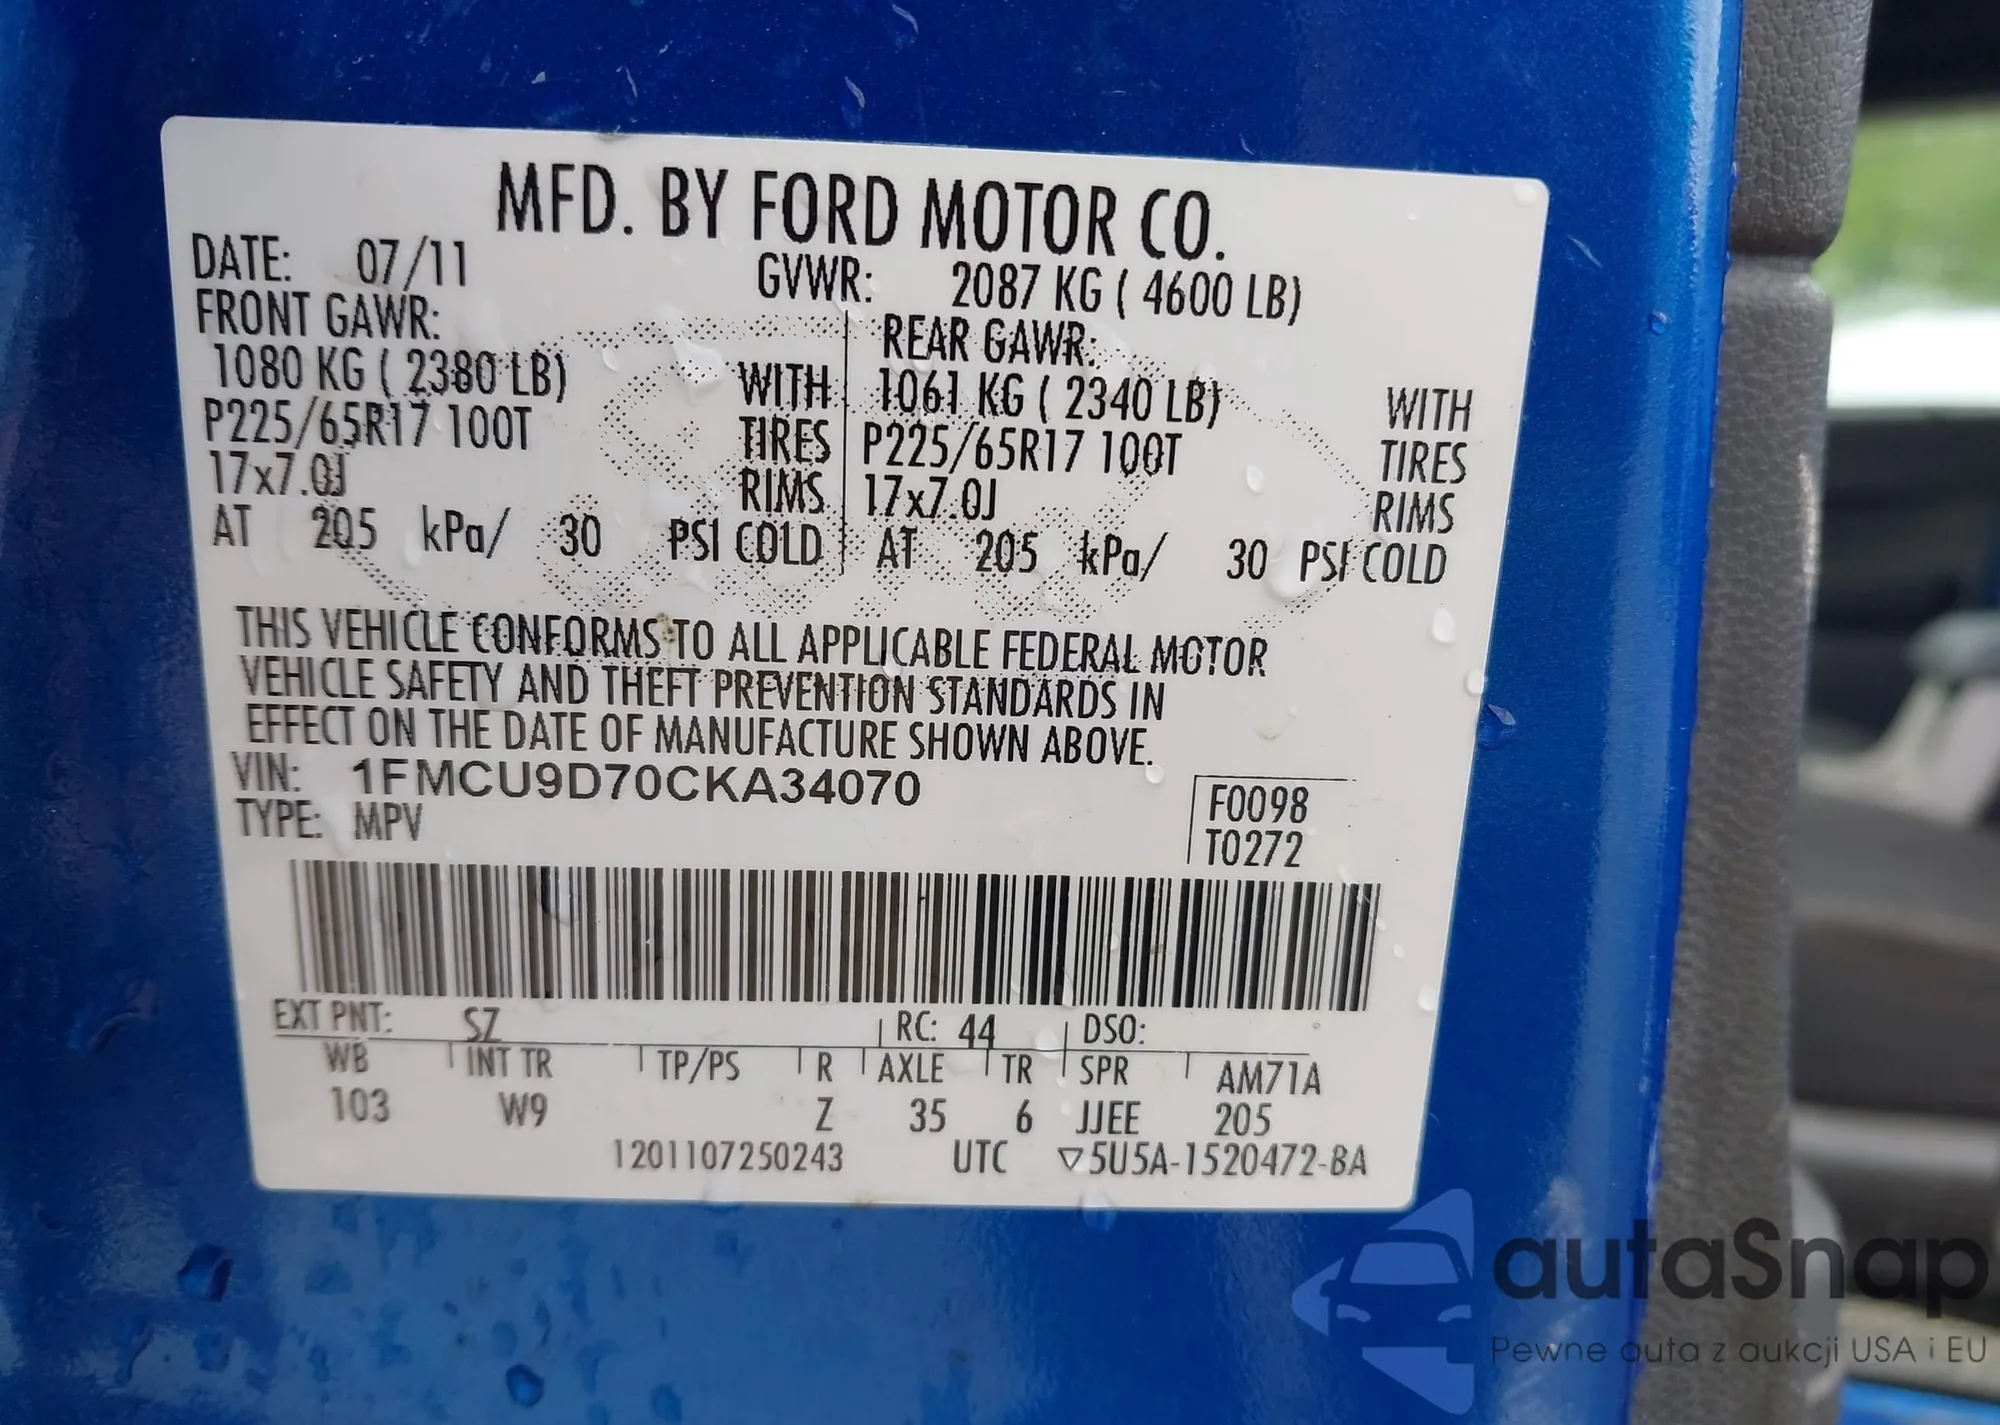 MFD. BY FORD MOTOR CO.
DATE: 07/11 GVWR: 2087 KG ( 4600 LB)
FRONT GAWR: REAR GAWR:
1080 KG ( 2380 LB) WITH 1061 KG ( 2340 LB) WITH
P225/65R17 100T TIRES P225/65R17 100T TIRES
17x7.0J RIMS 17x7.0J RIMS
AT 205 kPa/ 30 PSI COLD AT 205 kPa/ 30 PSI COLD
THIS VEHICLE CONFORMS TO ALL APPLICABLE FEDERAL MOTOR
VEHICLE SAFETY AND THEFT PREVENTION STANDARDS IN
EFFECT ON THE DATE OF MANUFACTURE SHOWN ABOVE.
VIN: 1FMCU9D70CKA34070
TYPE: MPV
F0098
T0272
EXT PNT: SZ RC: 44 DSO:
WB INT TR TP/PS R AXLE TR SPR AM71A
103 W9 Z 35 6 JJEE 205
1201107250243 UTC ▽5U5A-1520472-BA
autaSnap
Pewne auta z aukcji USA i EU